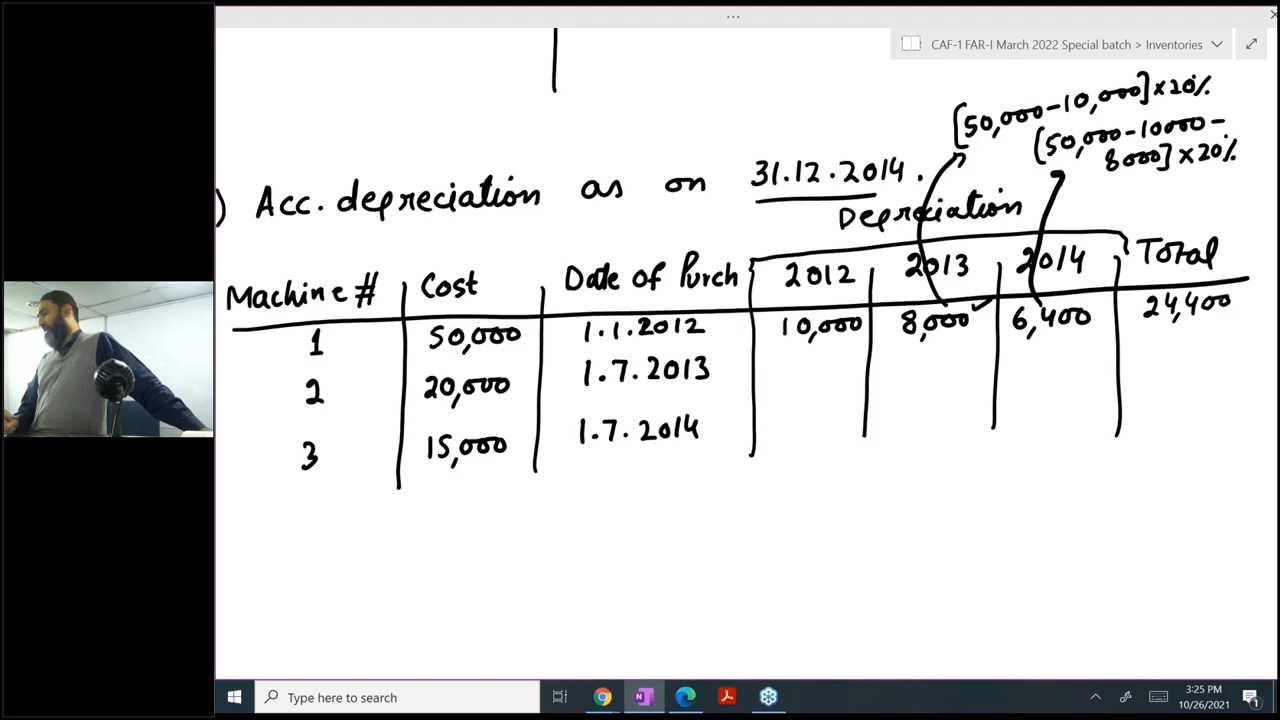 CAF-1 FAR-I March 2022 Special batch > Inventories
[50,000-10,000]×20%
[50,000-10000-
8000]×20%
) Acc. depreciation as on 31.12.2014.
Depreciation
Machine # Cost Date of Purch 2012 2013 2014 Total
1 50,000 1.1.2012 10,000 8,000 6,400 24,400
2 20,000 1.7.2013
3 15,000 1.7.2014
Type here to search
3:25 PM
10/26/2021